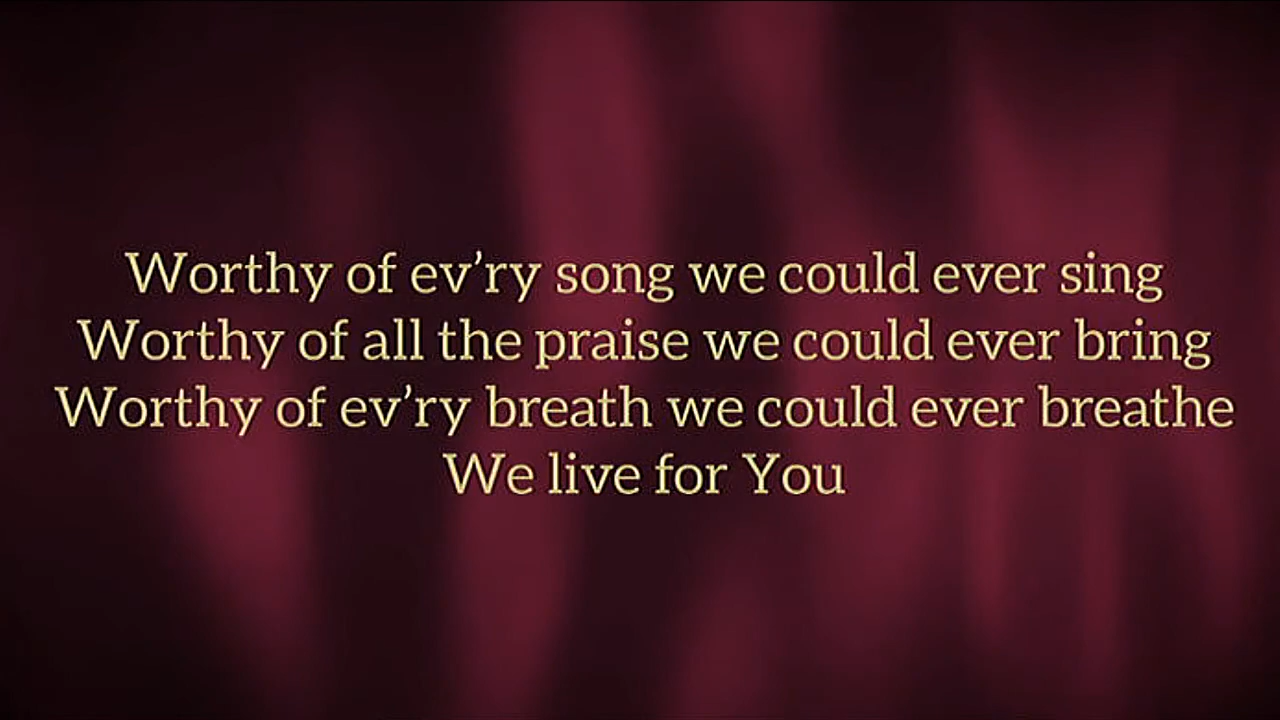 Worthy of ev’ry song we could ever sing
Worthy of all the praise we could ever bring
Worthy of ev’ry breath we could ever breathe
We live for You